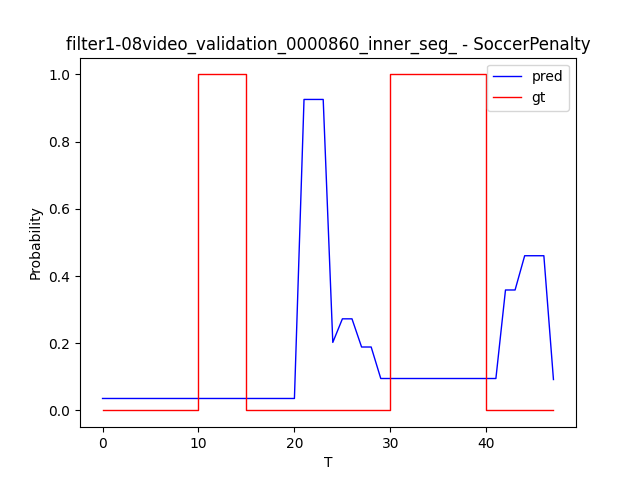 filter1-08video_validation_0000860_inner_seg_ - SoccerPenalty
pred
gt
1.0
0.8
0.6
0.4
0.2
0.0
Probability
0
10
20
30
40
T